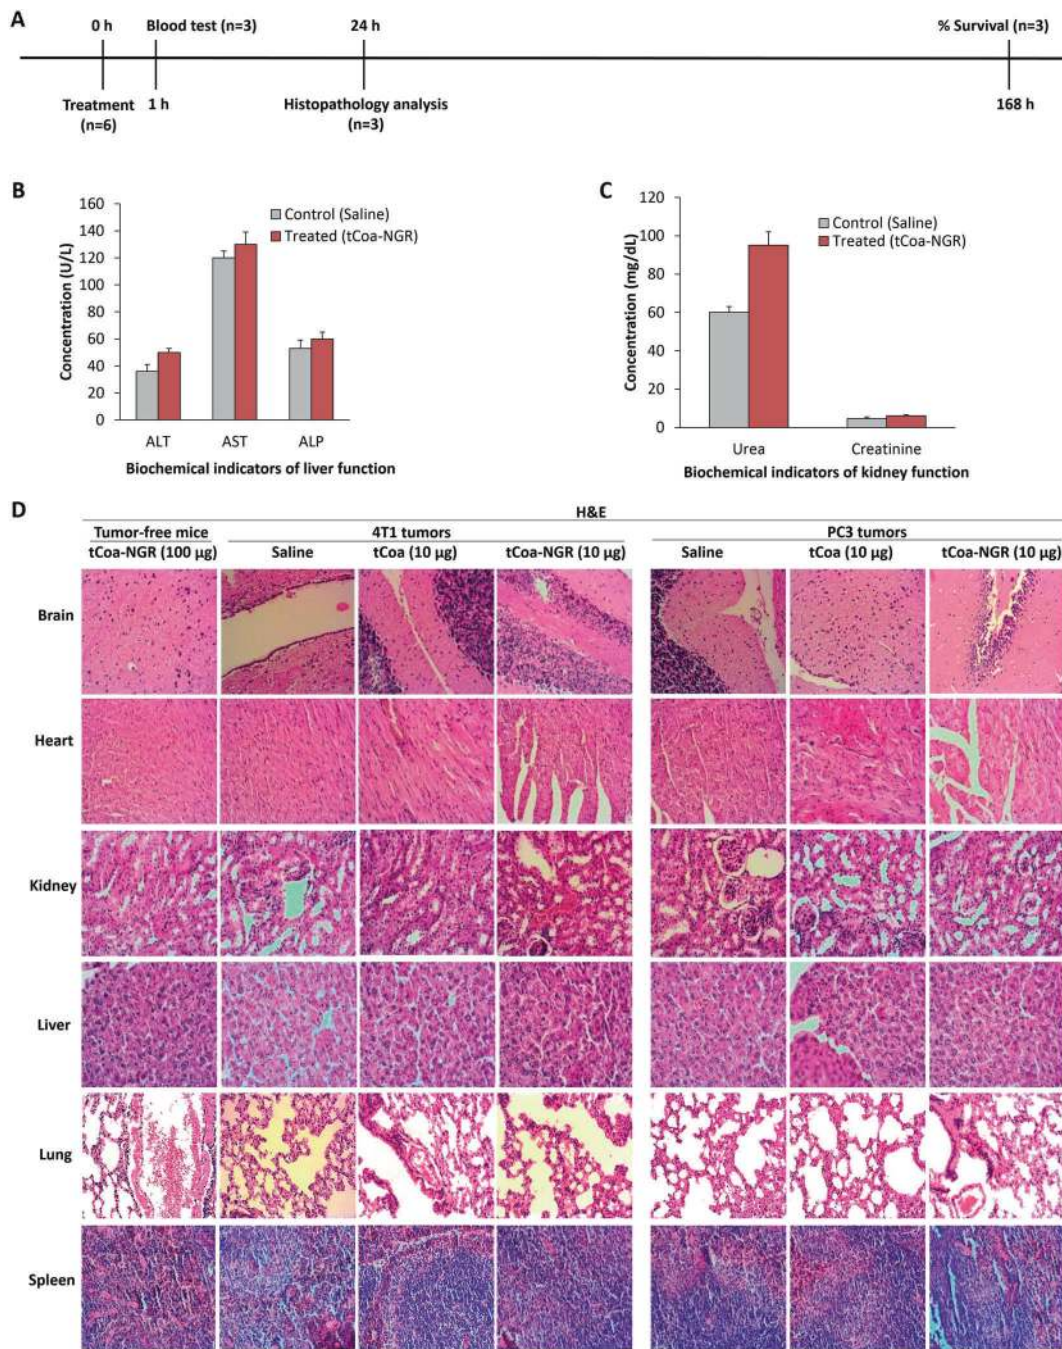 A
0 h Blood test (n=3) 24 h % Survival (n=3)
Treatment (n=6) 1 h Histopathology analysis (n=3) 168 h
B
160
140
120
100
80
60
40
20
0
Concentration (U/L)
Control (Saline)
Treated (tCoa-NGR)
ALT AST ALP
Biochemical indicators of liver function
C
120
100
80
60
40
20
0
Concentration (mg/dL)
Control (Saline)
Treated (tCoa-NGR)
Urea Creatinine
Biochemical indicators of kidney function
D
H&E
Tumor-free mice 4T1 tumors PC3 tumors
tCoa-NGR (100 µg) Saline tCoa (10 µg) tCoa-NGR (10 µg) Saline tCoa (10 µg) tCoa-NGR (10 µg)
Brain
Heart
Kidney
Liver
Lung
Spleen